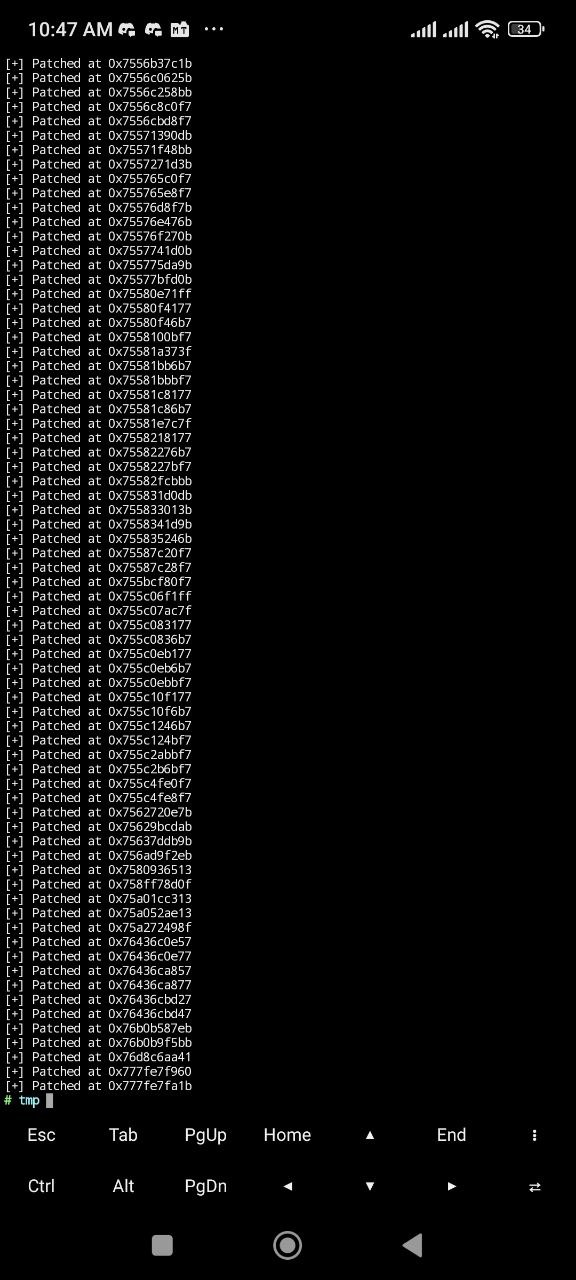 10:47 AM MT ··· 34
[+] Patched at 0x7556b37c1b
[+] Patched at 0x7556c0625b
[+] Patched at 0x7556c258bb
[+] Patched at 0x7556c8c0f7
[+] Patched at 0x7556cbd8f7
[+] Patched at 0x75571390db
[+] Patched at 0x75571f48bb
[+] Patched at 0x7557271d3b
[+] Patched at 0x755765c0f7
[+] Patched at 0x755765e8f7
[+] Patched at 0x75576d8f7b
[+] Patched at 0x75576e476b
[+] Patched at 0x75576f270b
[+] Patched at 0x7557741d0b
[+] Patched at 0x755775da9b
[+] Patched at 0x75577bfd0b
[+] Patched at 0x75580e71ff
[+] Patched at 0x75580f4177
[+] Patched at 0x75580f46b7
[+] Patched at 0x7558100bf7
[+] Patched at 0x75581a373f
[+] Patched at 0x75581bb6b7
[+] Patched at 0x75581bbbf7
[+] Patched at 0x75581c8177
[+] Patched at 0x75581c86b7
[+] Patched at 0x75581e7c7f
[+] Patched at 0x7558218177
[+] Patched at 0x75582276b7
[+] Patched at 0x7558227bf7
[+] Patched at 0x75582fcbbb
[+] Patched at 0x755831d0db
[+] Patched at 0x755833013b
[+] Patched at 0x7558341d9b
[+] Patched at 0x755835246b
[+] Patched at 0x75587c20f7
[+] Patched at 0x75587c28f7
[+] Patched at 0x755bcf80f7
[+] Patched at 0x755c06f1ff
[+] Patched at 0x755c07ac7f
[+] Patched at 0x755c083177
[+] Patched at 0x755c0836b7
[+] Patched at 0x755c0eb177
[+] Patched at 0x755c0eb6b7
[+] Patched at 0x755c0ebbf7
[+] Patched at 0x755c10f177
[+] Patched at 0x755c10f6b7
[+] Patched at 0x755c1246b7
[+] Patched at 0x755c124bf7
[+] Patched at 0x755c2abbf7
[+] Patched at 0x755c2b6bf7
[+] Patched at 0x755c4fe0f7
[+] Patched at 0x755c4fe8f7
[+] Patched at 0x7562720e7b
[+] Patched at 0x75629bcdab
[+] Patched at 0x75637ddb9b
[+] Patched at 0x756ad9f2eb
[+] Patched at 0x7580936513
[+] Patched at 0x758ff78d0f
[+] Patched at 0x75a01cc313
[+] Patched at 0x75a052ae13
[+] Patched at 0x75a272498f
[+] Patched at 0x76436c0e57
[+] Patched at 0x76436c0e77
[+] Patched at 0x76436ca857
[+] Patched at 0x76436ca877
[+] Patched at 0x76436cbd27
[+] Patched at 0x76436cbd47
[+] Patched at 0x76b0b587eb
[+] Patched at 0x76b0b9f5bb
[+] Patched at 0x76d8c6aa41
[+] Patched at 0x777fe7f960
[+] Patched at 0x777fe7fa1b
# tmp
Esc Tab PgUp Home ▲ End ⋮
Ctrl Alt PgDn ◄ ▼ ► ⇄